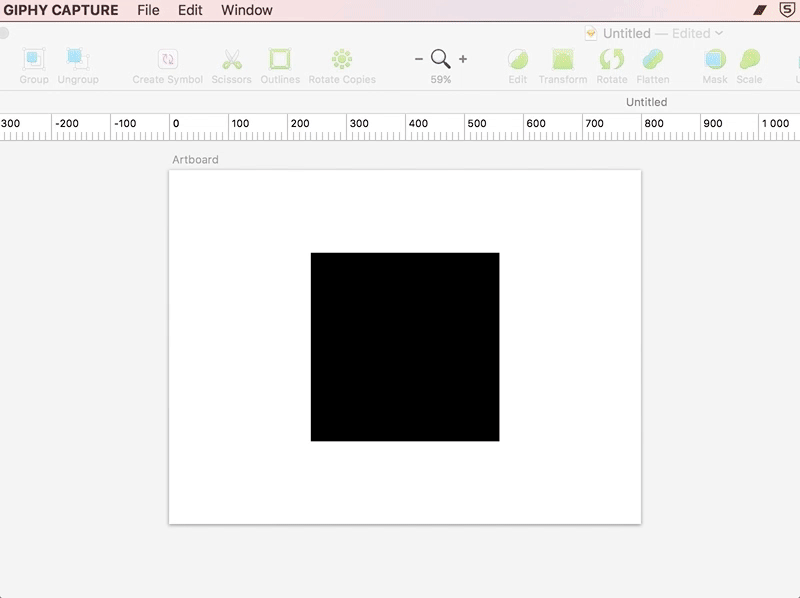 GIPHY CAPTURE File Edit Window S
Untitled — Edited
Group Ungroup Create Symbol Scissors Outlines Rotate Copies 59% Edit Transform Rotate Flatten Mask Scale
Untitled
300 -200 -100 0 100 200 300 400 500 600 700 800 900 1 000
Artboard